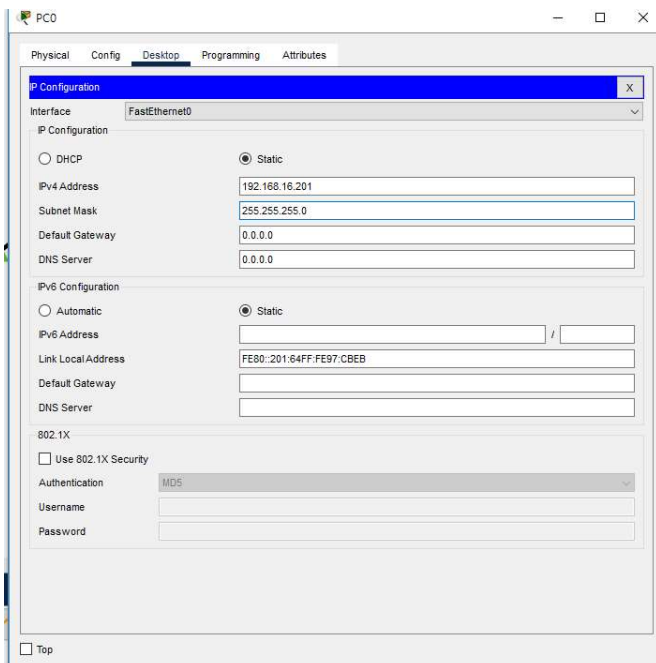 PC0
Physical Config Desktop Programming Attributes
IP Configuration X
Interface FastEthernet0
IP Configuration
DHCP Static
IPv4 Address 192.168.16.201
Subnet Mask 255.255.255.0
Default Gateway 0.0.0.0
DNS Server 0.0.0.0
IPv6 Configuration
Automatic Static
IPv6 Address /
Link Local Address FE80::201:64FF:FE97:CBEB
Default Gateway
DNS Server
802.1X
Use 802.1X Security
Authentication MD5
Username
Password
Top